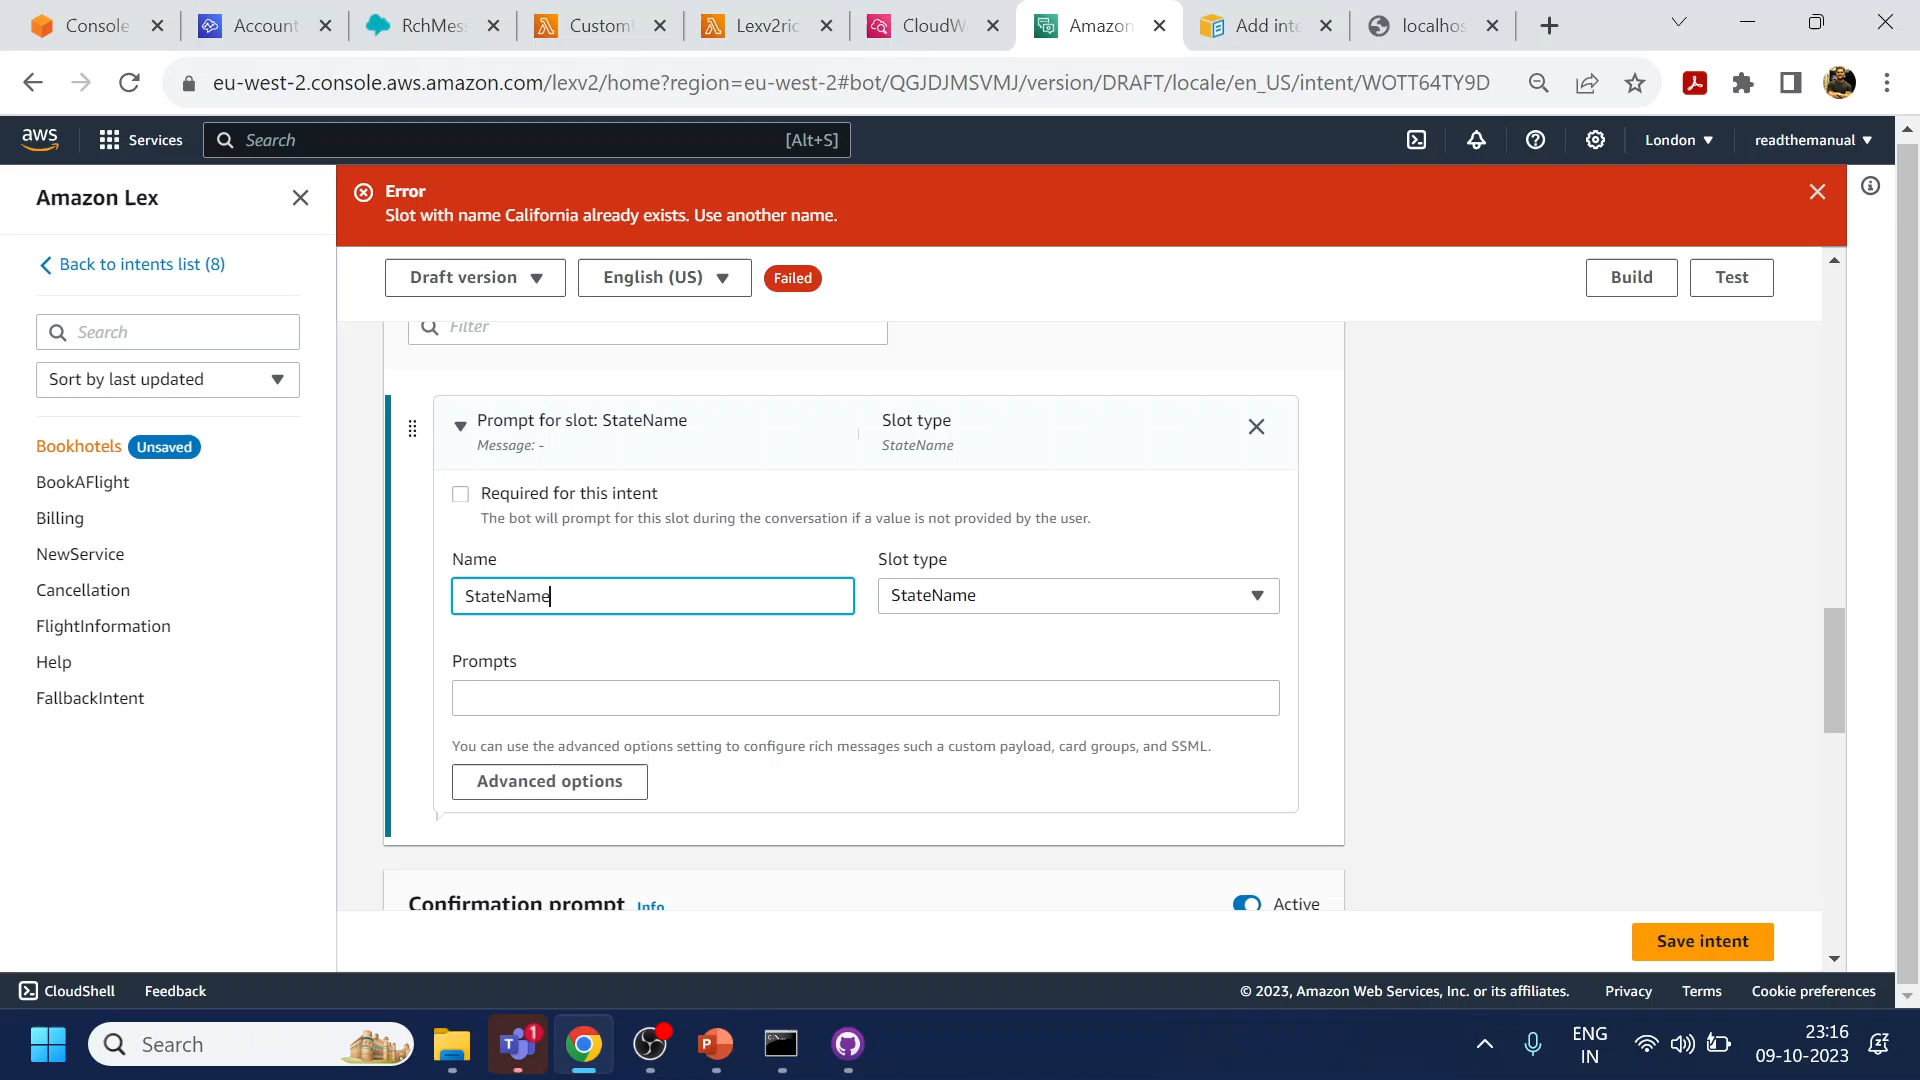 Console
Account
RchMess
Custom
Lexv2ric
CloudW
Amazon
Add inte
localhos
eu-west-2.console.aws.amazon.com/lexv2/home?region=eu-west-2#bot/QGJDJMSVMJ/version/DRAFT/locale/en_US/intent/WOTT64TY9D
aws
Services
Search
[Alt+S]
London
readthemanual
Amazon Lex
Error
Slot with name California already exists. Use another name.
Back to intents list (8)
Draft version
English (US)
Failed
Build
Test
Search
Filter
Sort by last updated
Bookhotels
Unsaved
BookAFlight
Billing
NewService
Cancellation
FlightInformation
Help
FallbackIntent
Prompt for slot: StateName
Message: -
Slot type
StateName
Required for this intent
The bot will prompt for this slot during the conversation if a value is not provided by the user.
Name
Slot type
StateName
StateName
Prompts
You can use the advanced options setting to configure rich messages such a custom payload, card groups, and SSML.
Advanced options
Confirmation prompt
Info
Active
Save intent
CloudShell
Feedback
© 2023, Amazon Web Services, Inc. or its affiliates.
Privacy
Terms
Cookie preferences
Search
1
ENG
IN
23:16
09-10-2023